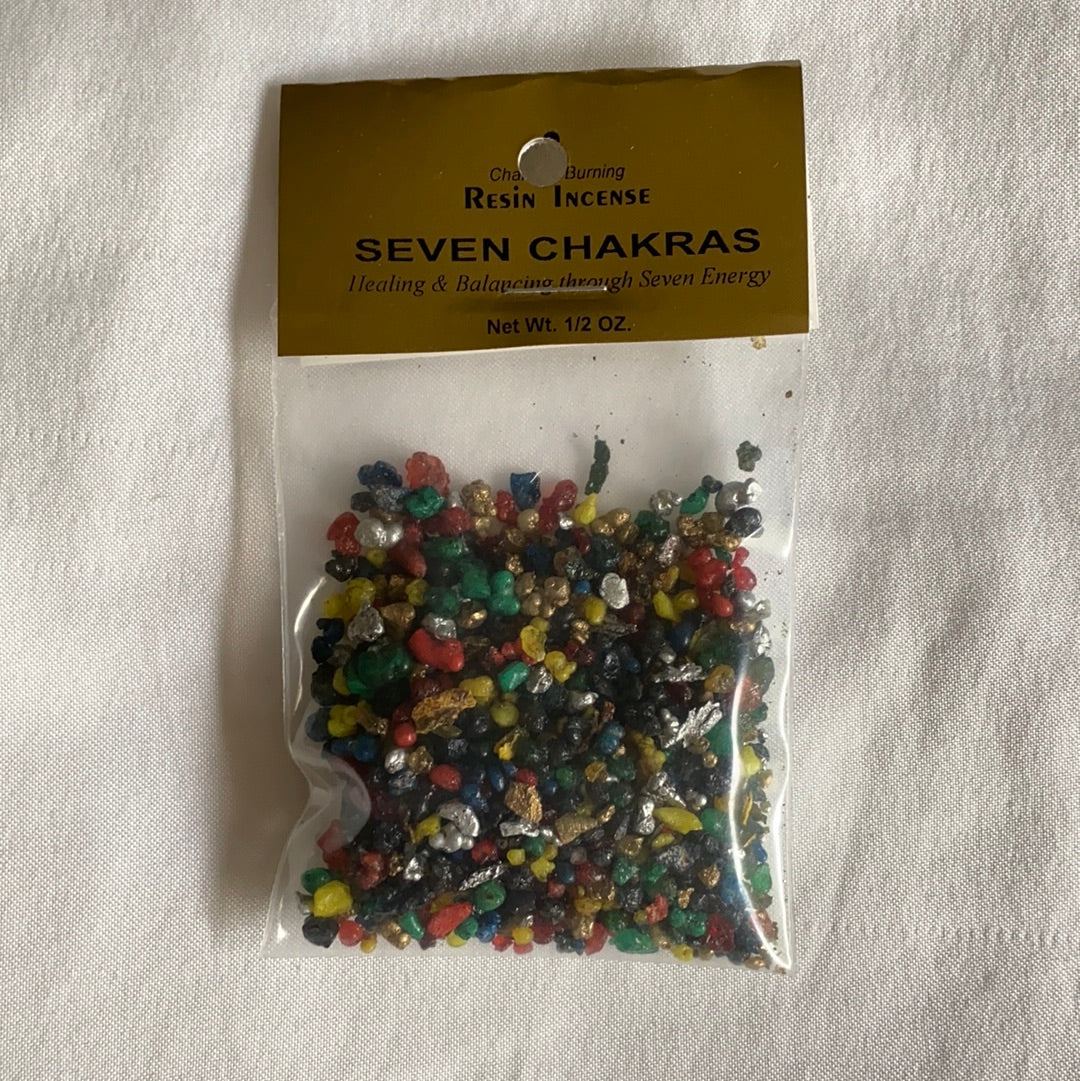 Burning
Resin Incense
SEVEN CHAKRAS
Healing & Balancing through Seven Energy
Net Wt. 1/2 OZ.